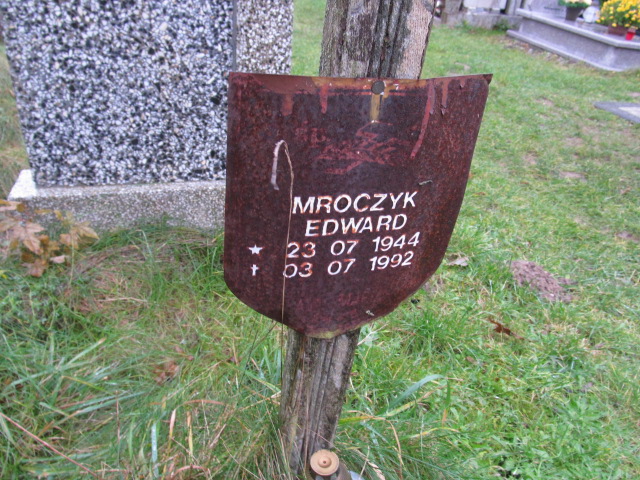 MROCZYK
EDWARD
★ 23 07 1944
✝ 03 07 1992